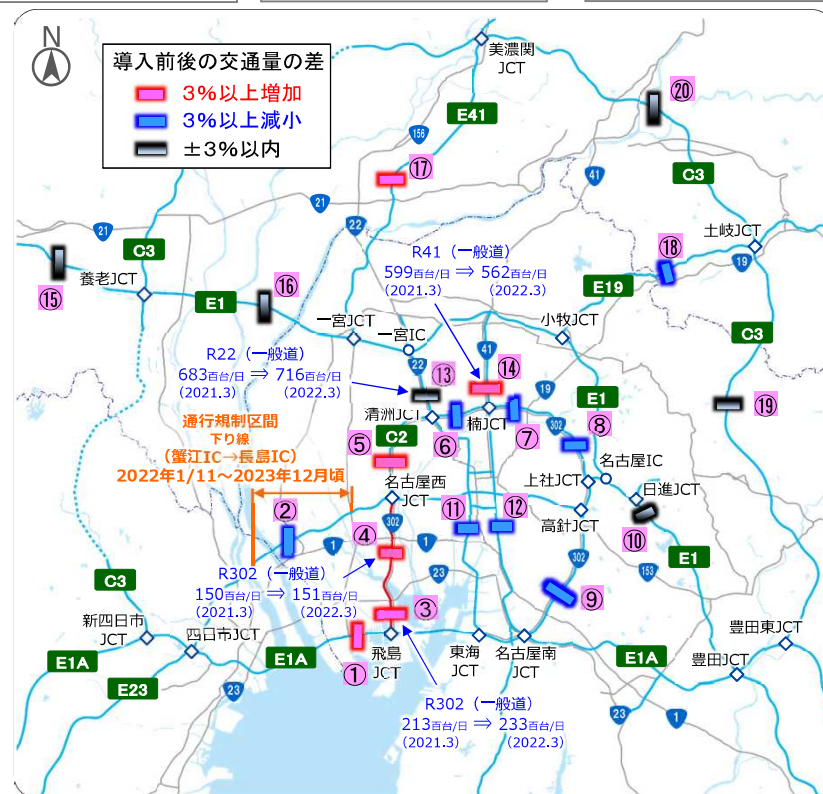 N
導入前後の交通量の差
3%以上増加
3%以上減小
±3%以内
美濃関
JCT
⑳
E41
156
⑰
41
C3
21
22
21
C3
養老JCT
⑮
E1
⑯
R41 (一般道)
599百台/日 ⇒ 562百台/日
(2021.3) (2022.3)
土岐JCT
19
⑱
E19
C3
一宮JCT
一宮IC
小牧JCT
22
41
R22 (一般道)
683百台/日 ⇒ 716百台/日
(2021.3) (2022.3)
⑬
⑭
19
E1
⑲
清洲JCT
⑥
楠JCT
⑦
302
⑧
通行規制区間
下り線
(蟹江IC→長島IC)
2022年1/11~2023年12月頃
⑤
C2
名古屋西
JCT
上社JCT
名古屋IC
日進JCT
高針JCT
⑩
②
1
④
302
1
⑪
⑫
23
302
153
E1
R302 (一般道)
150百台/日 ⇒ 151百台/日
(2021.3) (2022.3)
③
⑨
C3
新四日市
JCT
四日市JCT
E1A
E23
E1A
23
①
飛島
JCT
東海
JCT
名古屋南
JCT
E1A
豊田JCT
豊田東JCT
23
1
R302 (一般道)
213百台/日 ⇒ 233百台/日
(2021.3) (2022.3)